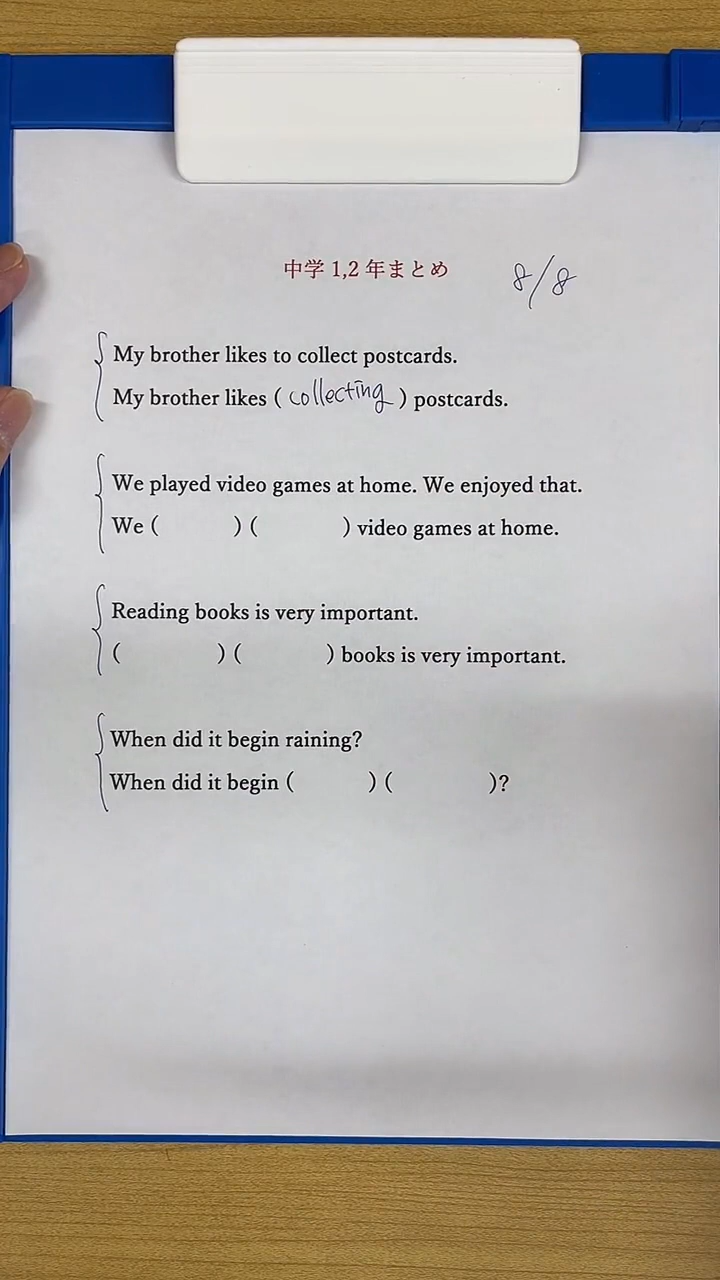 中学 1,2 年まとめ 8/8
My brother likes to collect postcards.
My brother likes ( collecting ) postcards.
We played video games at home. We enjoyed that.
We (　　　) (　　　) video games at home.
Reading books is very important.
(　　　) (　　　) books is very important.
When did it begin raining?
When did it begin (　　　) (　　　)?